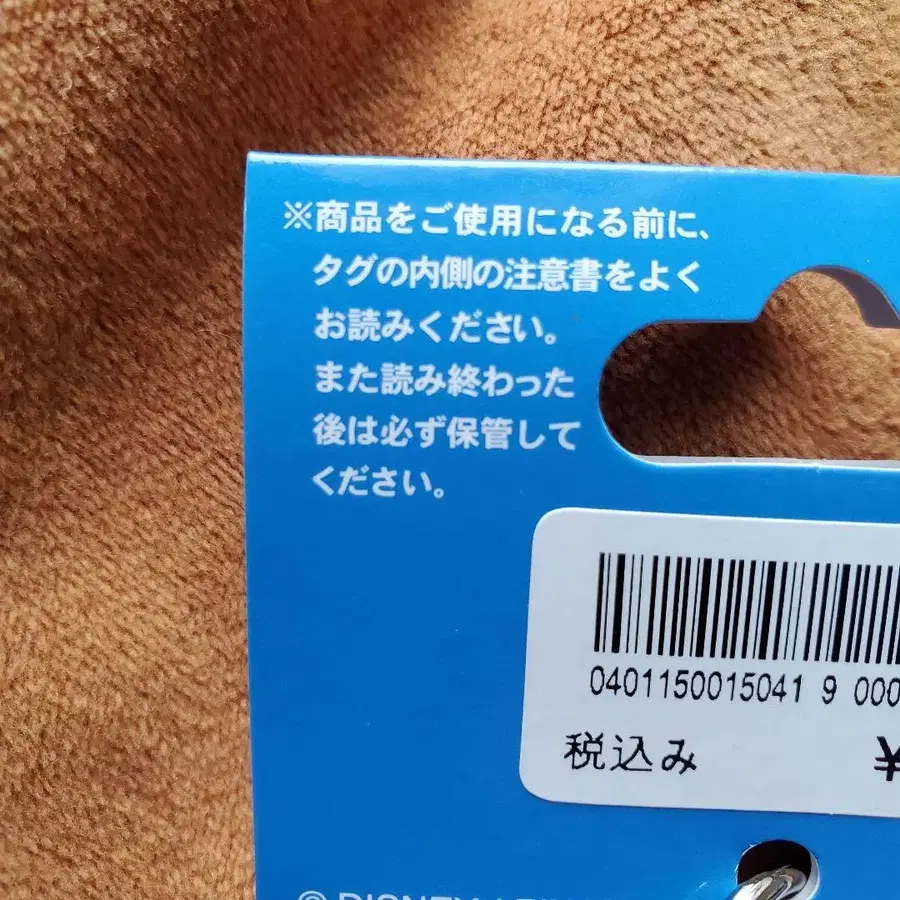 ※商品をご使用になる前に、
タグの内側の注意書をよく
お読みください。
また読み終わった
後は必ず保管して
ください。
0401150015041 9 000
税込み ¥
© DISNEY